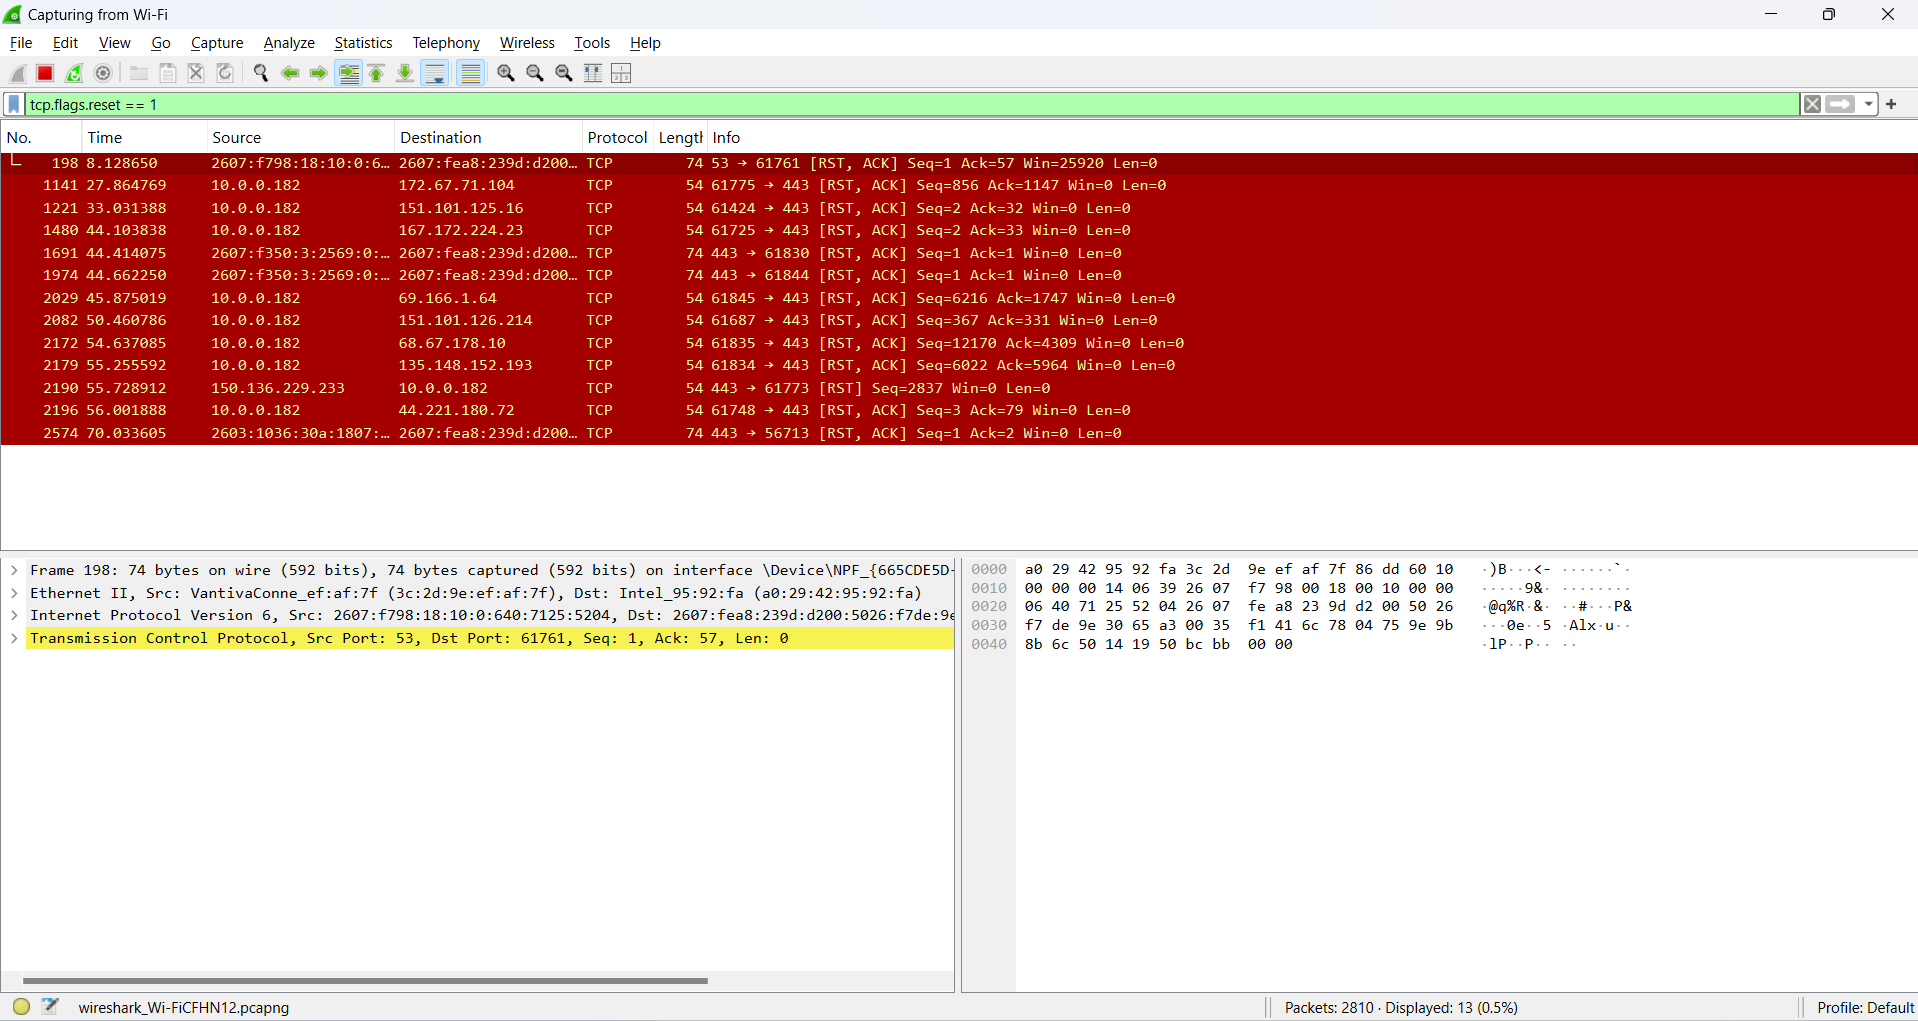 Capturing from Wi-Fi
File Edit View Go Capture Analyze Statistics Telephony Wireless Tools Help
tcp.flags.reset == 1
No. Time Source Destination Protocol Length Info
198 8.128650 2607:f798:18:10:0:6… 2607:fea8:239d:d200… TCP 74 53 → 61761 [RST, ACK] Seq=1 Ack=57 Win=25920 Len=0
1141 27.864769 10.0.0.182 172.67.71.104 TCP 54 61775 → 443 [RST, ACK] Seq=856 Ack=1147 Win=0 Len=0
1221 33.031388 10.0.0.182 151.101.125.16 TCP 54 61424 → 443 [RST, ACK] Seq=2 Ack=32 Win=0 Len=0
1480 44.103838 10.0.0.182 167.172.224.23 TCP 54 61725 → 443 [RST, ACK] Seq=2 Ack=33 Win=0 Len=0
1691 44.414075 2607:f350:3:2569:0:… 2607:fea8:239d:d200… TCP 74 443 → 61830 [RST, ACK] Seq=1 Ack=1 Win=0 Len=0
1974 44.662250 2607:f350:3:2569:0:… 2607:fea8:239d:d200… TCP 74 443 → 61844 [RST, ACK] Seq=1 Ack=1 Win=0 Len=0
2029 45.875019 10.0.0.182 69.166.1.64 TCP 54 61845 → 443 [RST, ACK] Seq=6216 Ack=1747 Win=0 Len=0
2082 50.460786 10.0.0.182 151.101.126.214 TCP 54 61687 → 443 [RST, ACK] Seq=367 Ack=331 Win=0 Len=0
2172 54.637085 10.0.0.182 68.67.178.10 TCP 54 61835 → 443 [RST, ACK] Seq=12170 Ack=4309 Win=0 Len=0
2179 55.255592 10.0.0.182 135.148.152.193 TCP 54 61834 → 443 [RST, ACK] Seq=6022 Ack=5964 Win=0 Len=0
2190 55.728912 150.136.229.233 10.0.0.182 TCP 54 443 → 61773 [RST] Seq=2837 Win=0 Len=0
2196 56.001888 10.0.0.182 44.221.180.72 TCP 54 61748 → 443 [RST, ACK] Seq=3 Ack=79 Win=0 Len=0
2574 70.033605 2603:1036:30a:1807:… 2607:fea8:239d:d200… TCP 74 443 → 56713 [RST, ACK] Seq=1 Ack=2 Win=0 Len=0
Frame 198: 74 bytes on wire (592 bits), 74 bytes captured (592 bits) on interface \Device\NPF_{665CDE5D-
Ethernet II, Src: VantivaConne_ef:af:7f (3c:2d:9e:ef:af:7f), Dst: Intel_95:92:fa (a0:29:42:95:92:fa)
Internet Protocol Version 6, Src: 2607:f798:18:10:0:640:7125:5204, Dst: 2607:fea8:239d:d200:5026:f7de:9e
Transmission Control Protocol, Src Port: 53, Dst Port: 61761, Seq: 1, Ack: 57, Len: 0
0000 a0 29 42 95 92 fa 3c 2d 9e ef af 7f 86 dd 60 10 ·)B···<- ······`·
0010 00 00 00 14 06 39 26 07 f7 98 00 18 00 10 00 00 ·····9&· ········
0020 06 40 71 25 52 04 26 07 fe a8 23 9d d2 00 50 26 ·@q%R·&· ··#···P&
0030 f7 de 9e 30 65 a3 00 35 f1 41 6c 78 04 75 9e 9b ···0e··5 ·Alx·u··
0040 8b 6c 50 14 19 50 bc bb 00 00 ·lP··P·· ··
wireshark_Wi-FiCFHN12.pcapng
Packets: 2810 · Displayed: 13 (0.5%)
Profile: Default